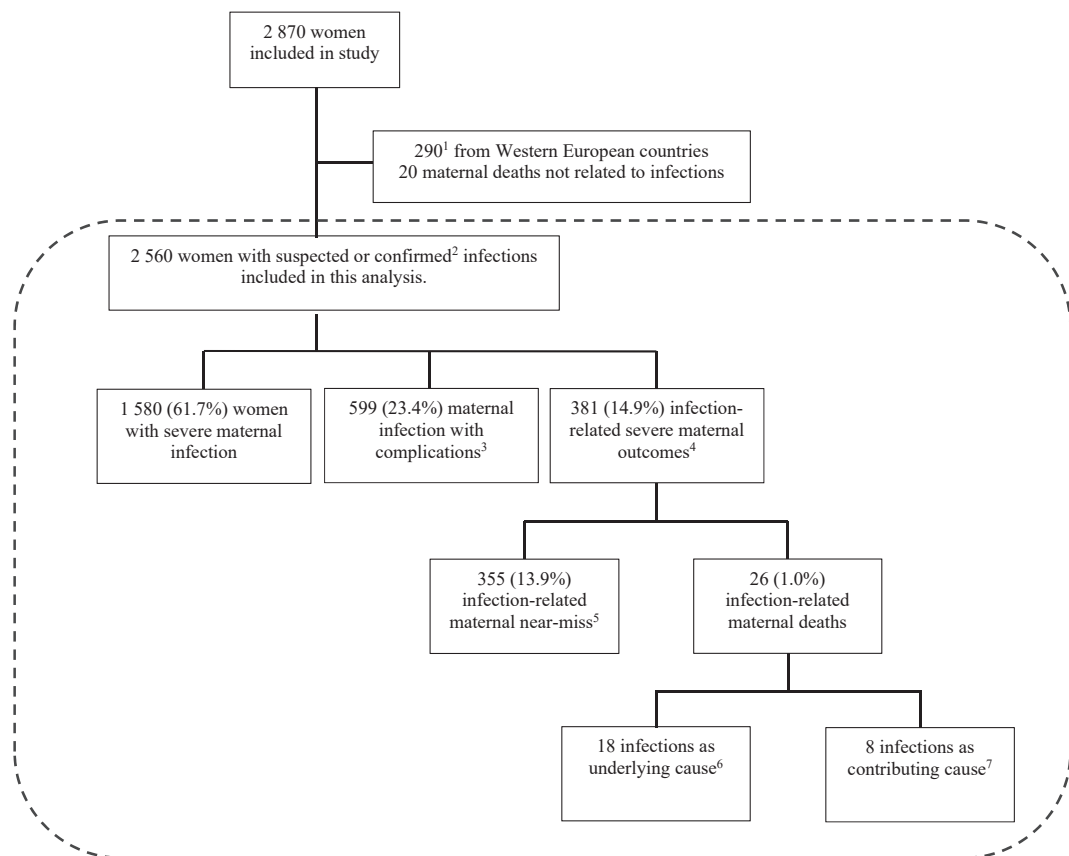 2 870 women
included in study
290¹ from Western European countries
20 maternal deaths not related to infections
2 560 women with suspected or confirmed² infections
included in this analysis.
1 580 (61.7%) women
with severe maternal
infection
599 (23.4%) maternal
infection with
complications³
381 (14.9%) infection-
related severe maternal
outcomes⁴
355 (13.9%)
infection-related
maternal near-miss⁵
26 (1.0%)
infection-related
maternal deaths
18 infections as
underlying cause⁶
8 infections as
contributing cause⁷